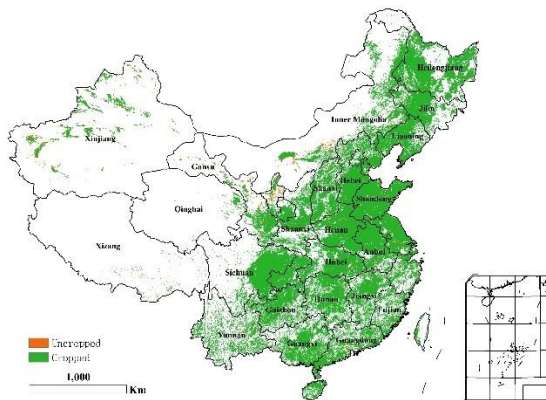 Heilongjiang
Jilin
Inner Mongolia
Liaoning
Xinjiang
Gansu
Hebei
Shanxi
Shandong
Qinghai
Shaanxi
Henan
Xizang
Anhui
Hubei
Sichuan
Hunan
Jiangxi
Guizhou
Fujian
Yunnan
Guangxi
Guangdong
Uncropped
Cropped
1,000
Km